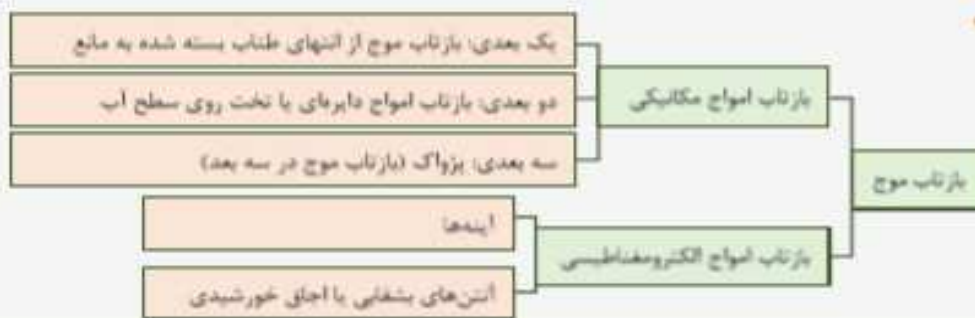 بازتاب موج
بازتاب امواج مکانیکی
یک بعدی: بازتاب موج از انتهای طناب بسته شده به مانع
دو بعدی: بازتاب امواج دایره‌ای یا تخت روی سطح آب
سه بعدی: پژواک (بازتاب موج در سه بعد)
بازتاب امواج الکترومغناطیسی
آینه‌ها
آنتن‌های بشقابی یا اجاق خورشیدی